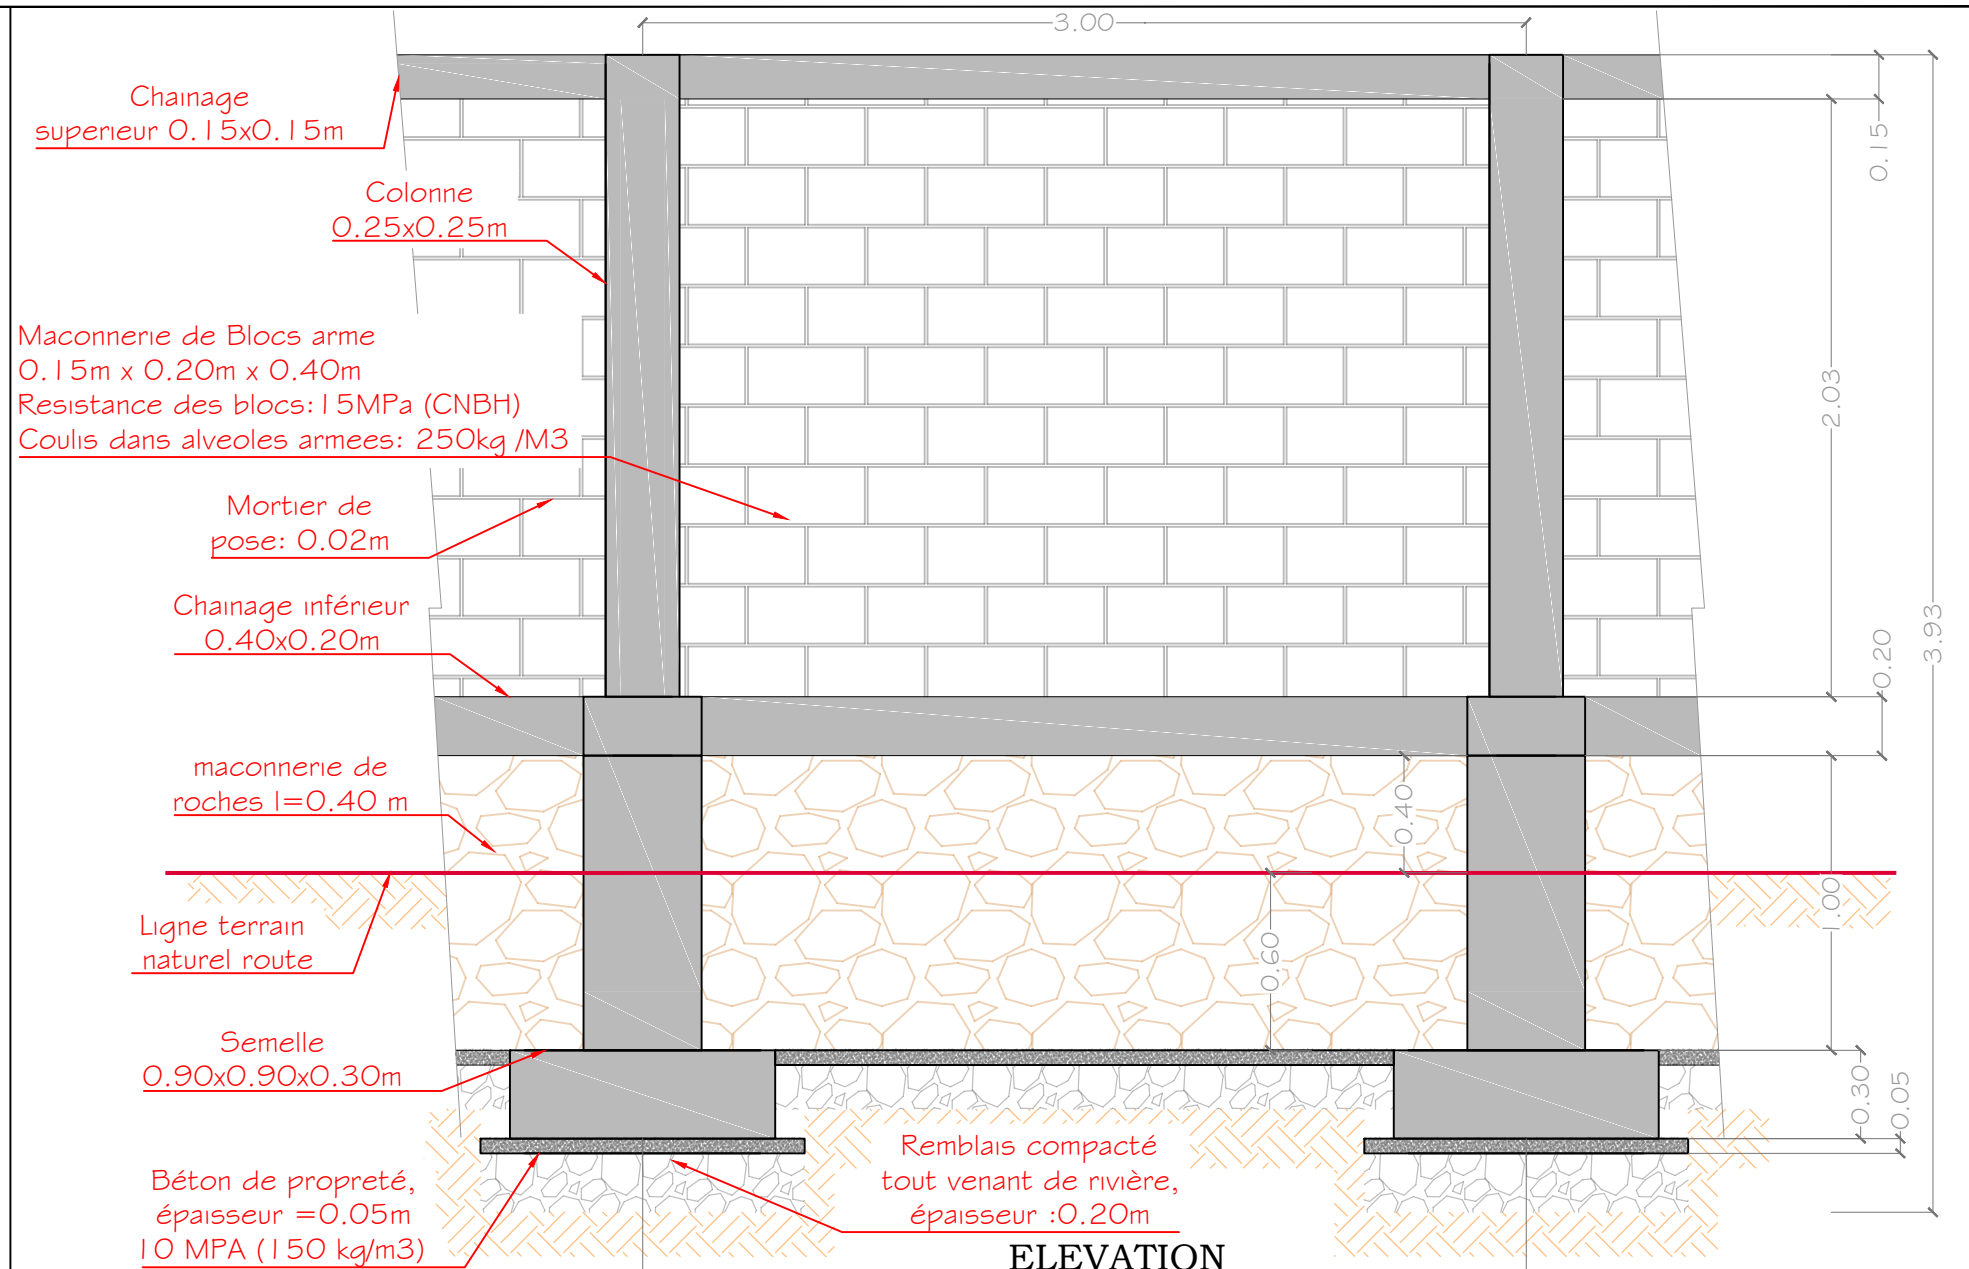 3.00
Chainage
superieur 0.15x0.15m
0.15
Colonne
0.25x0.25m
Maconnerie de Blocs arme
0.15m x 0.20m x 0.40m
Resistance des blocs: 15MPa (CNBH)
Coulis dans alveoles armees: 250kg /M3
2.03
Mortier de
pose: 0.02m
Chainage inférieur
0.40x0.20m
0.20
3.93
maconnerie de
roches l=0.40 m
0.40
1.00
Ligne terrain
naturel route
0.60
Semelle
0.90x0.90x0.30m
0.30
0.05
Béton de propreté,
épaisseur =0.05m
10 MPA (150 kg/m3)
Remblais compacté
tout venant de rivière,
épaisseur :0.20m
ELEVATION